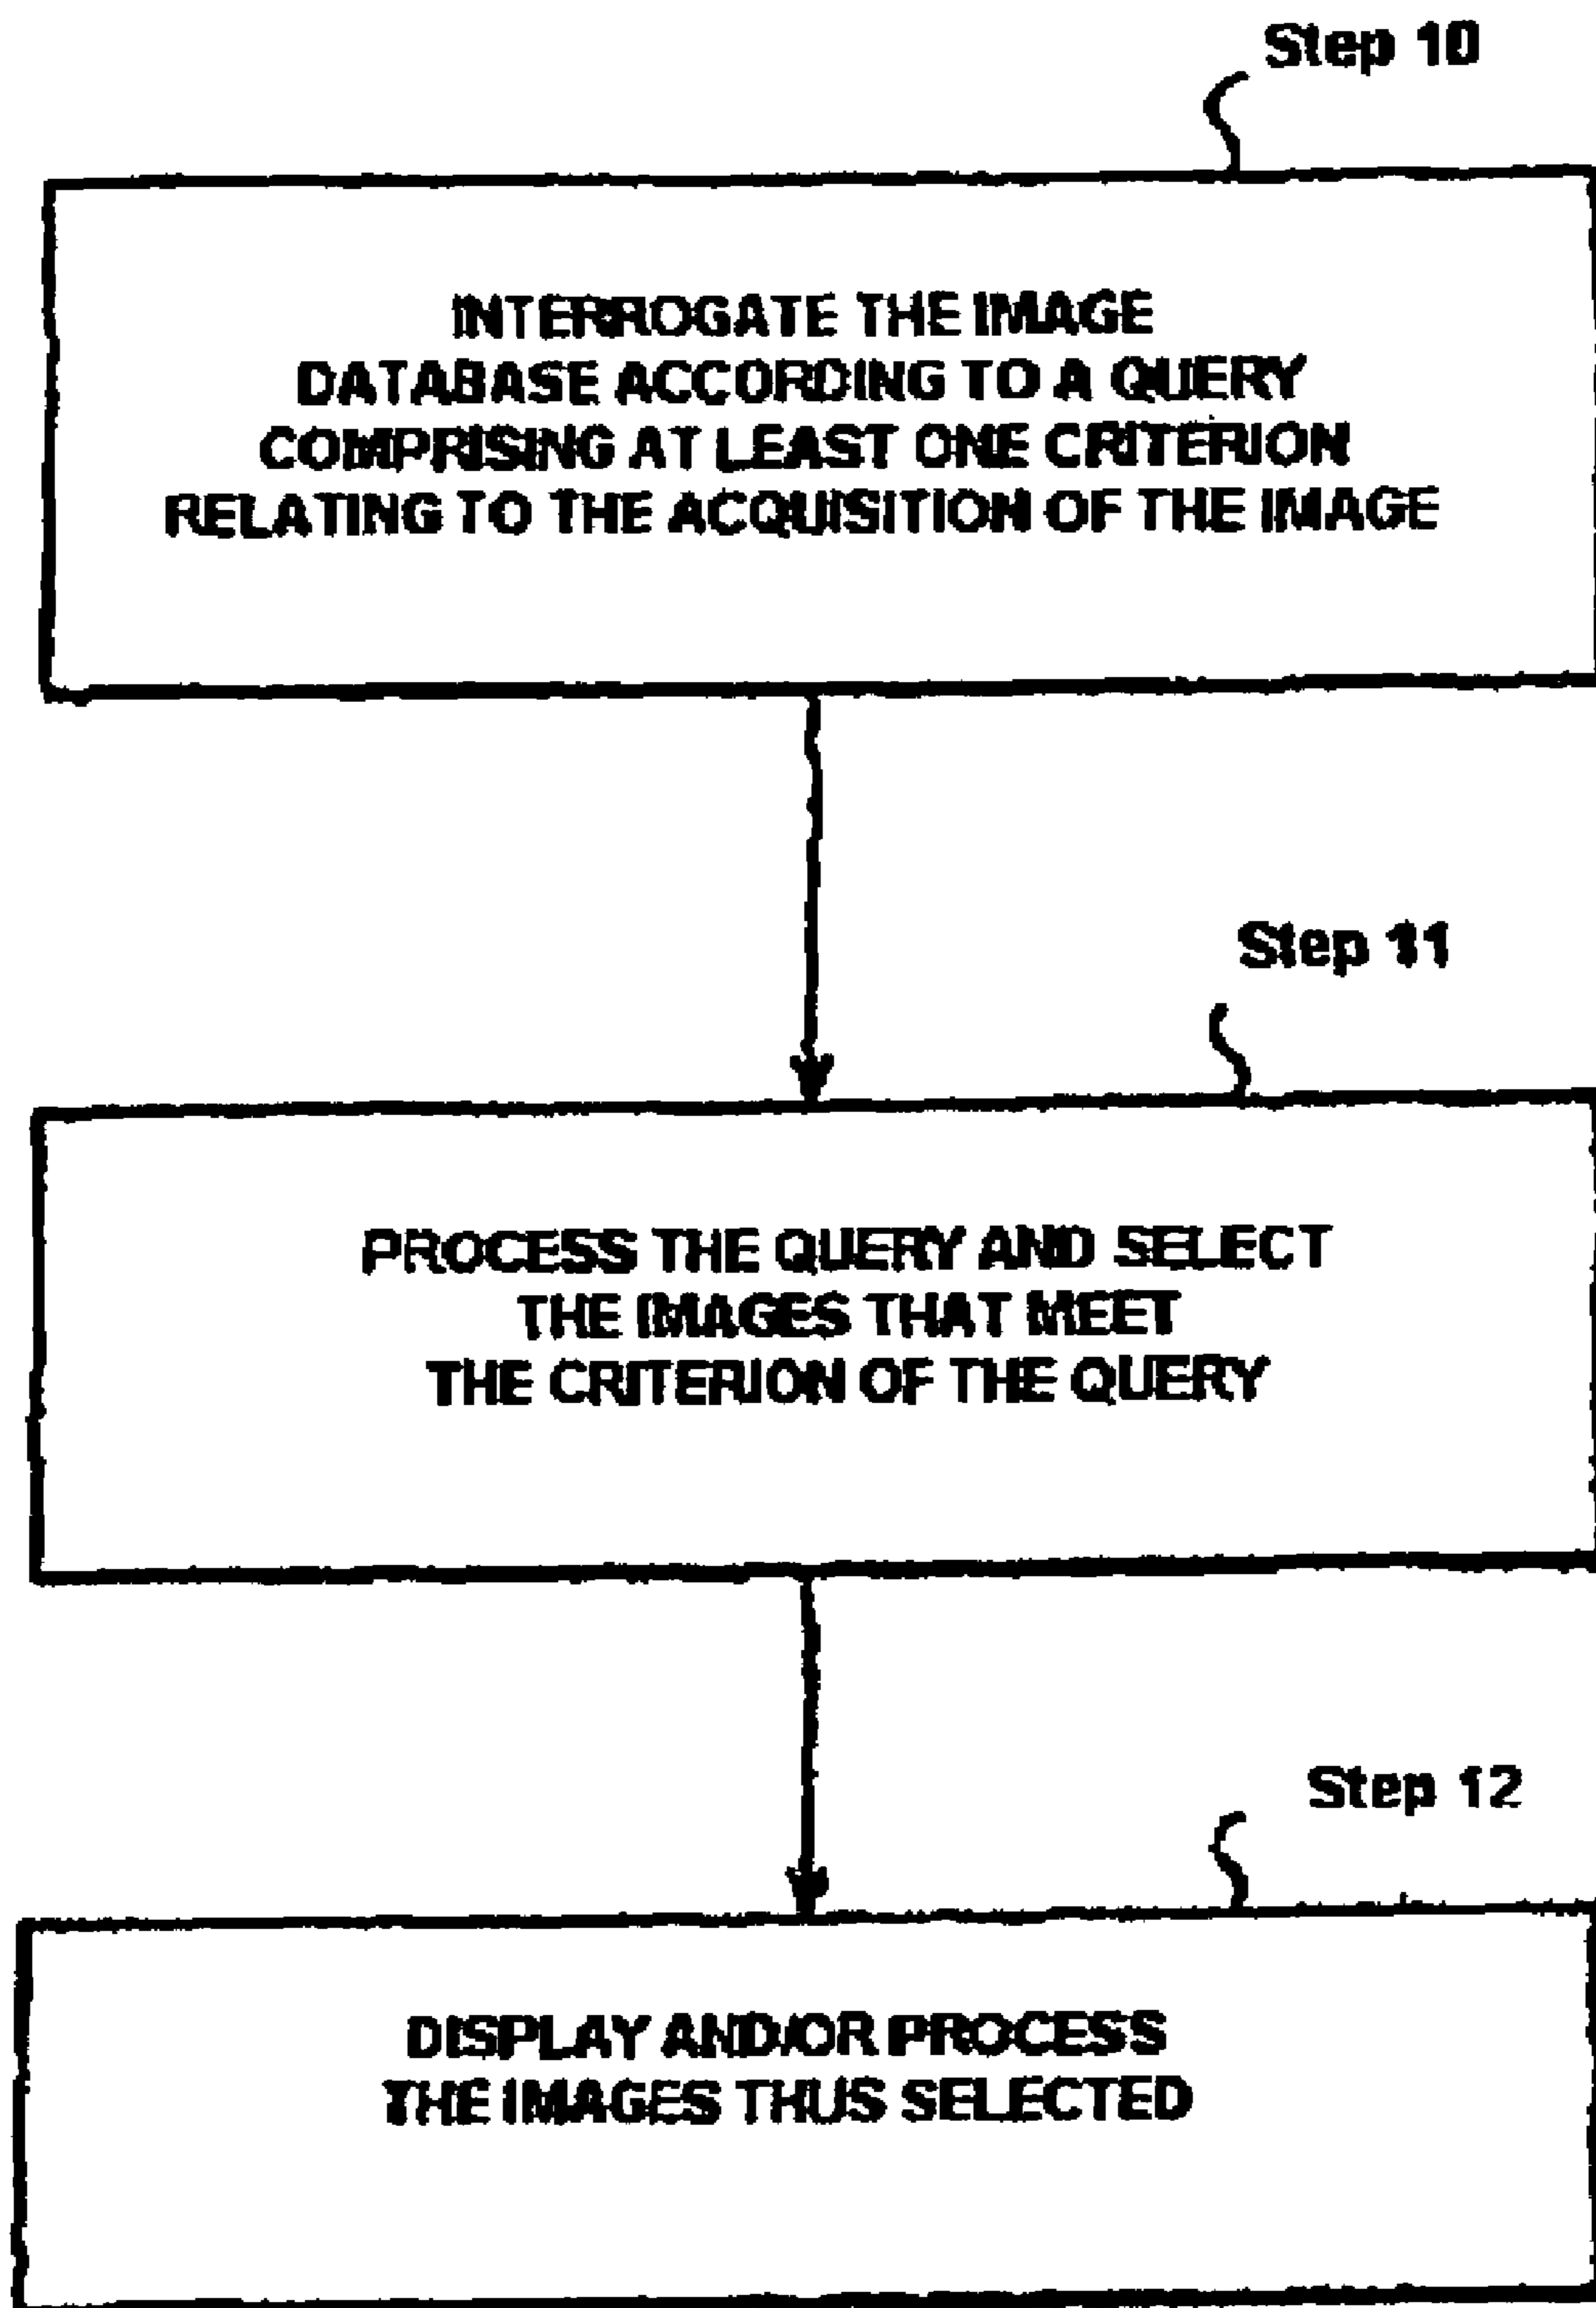 Step 10
INTERROGATE THE IMAGE
DATABASE ACCORDING TO A QUERY
COMPRISING AT LEAST ONE CRITERION
RELATING TO THE ACQUISITION OF THE IMAGE
Step 11
PROCESS THE QUERY AND SELECT
THE IMAGES THAT MEET
THE CRITERION OF THE QUERY
Step 12
DISPLAY AND/OR PROCESS
THE IMAGES THUS SELECTED